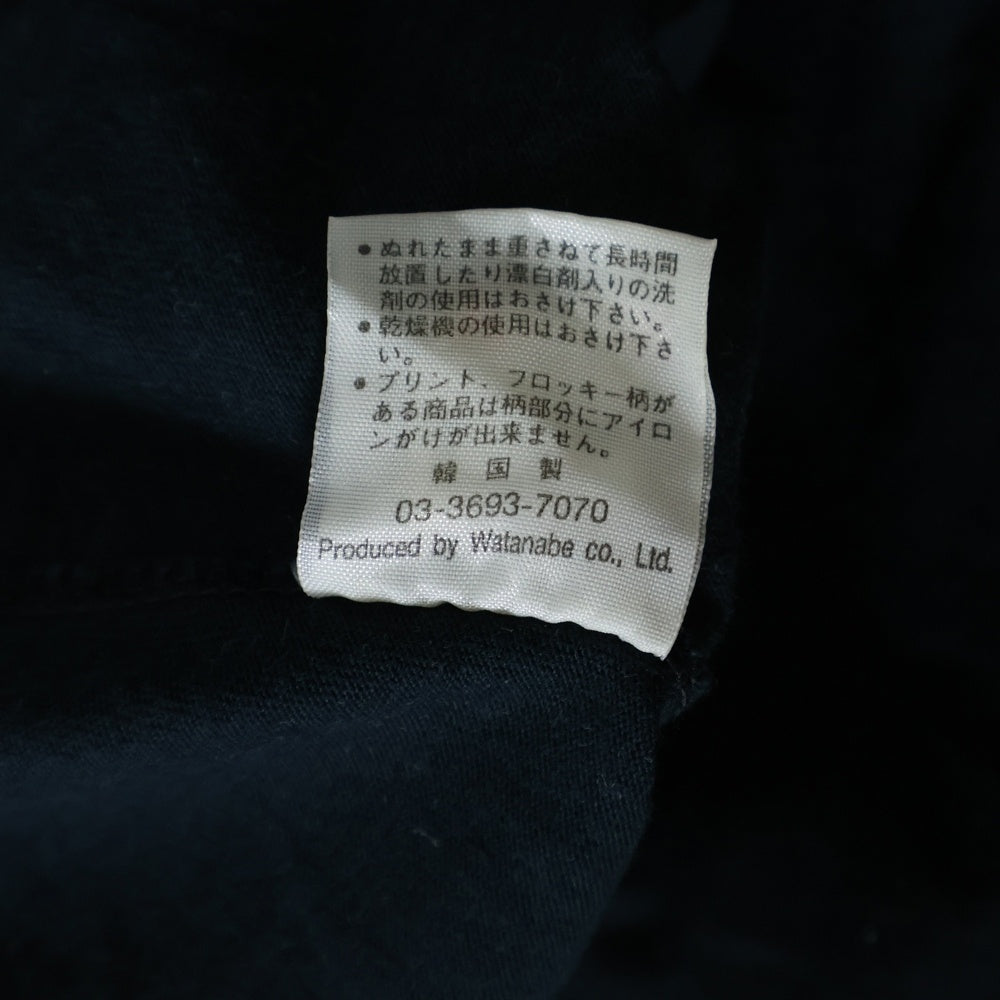 ● ぬれたまま重さねて長時間
放置したり漂白剤入りの洗
剤の使用はおさけ下さい。
● 乾燥機の使用はおさけ下さ
い。
● プリント、フロッキー柄が
ある商品は柄部分にアイロ
ンがけが出来ません。
韓国製
03-3693-7070
Produced by Watanabe co., Ltd.